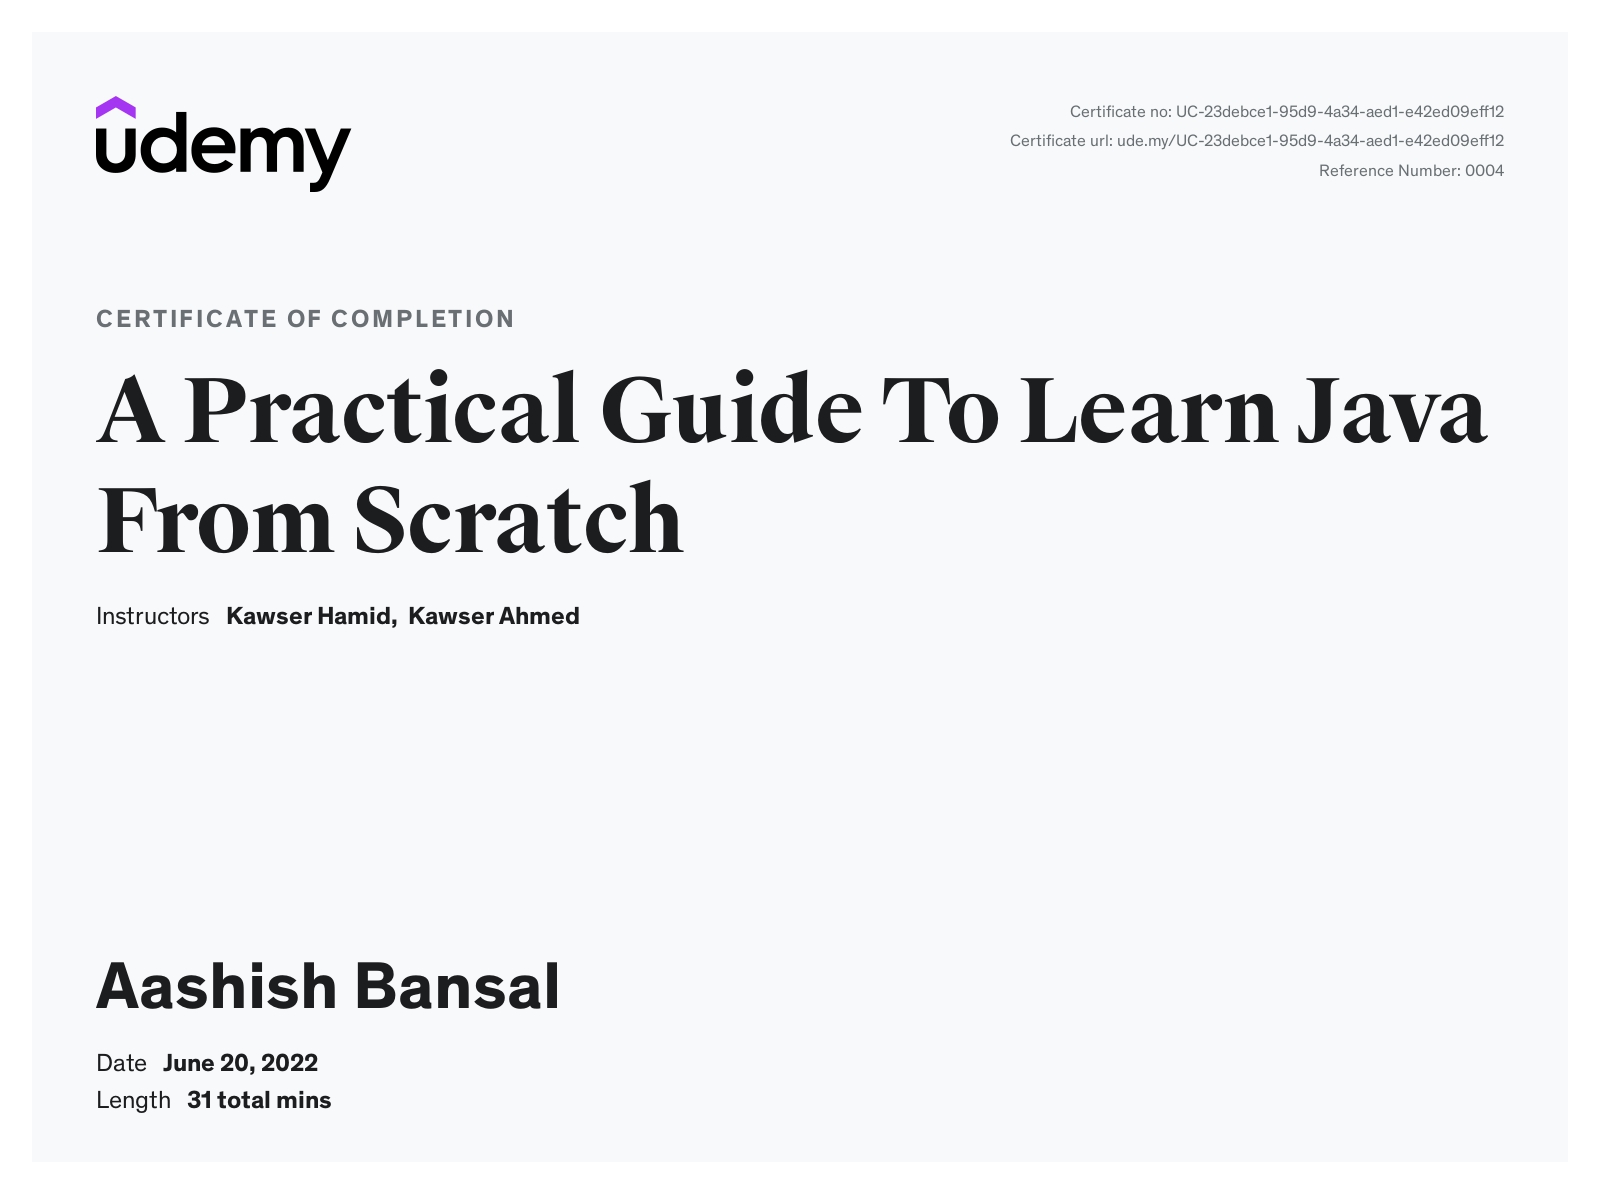 udemy
Certificate no: UC-23debce1-95d9-4a34-aed1-e42ed09eff12
Certificate url: ude.my/UC-23debce1-95d9-4a34-aed1-e42ed09eff12
Reference Number: 0004
CERTIFICATE OF COMPLETION
A Practical Guide To Learn Java
From Scratch
Instructors Kawser Hamid, Kawser Ahmed
Aashish Bansal
Date June 20, 2022
Length 31 total mins